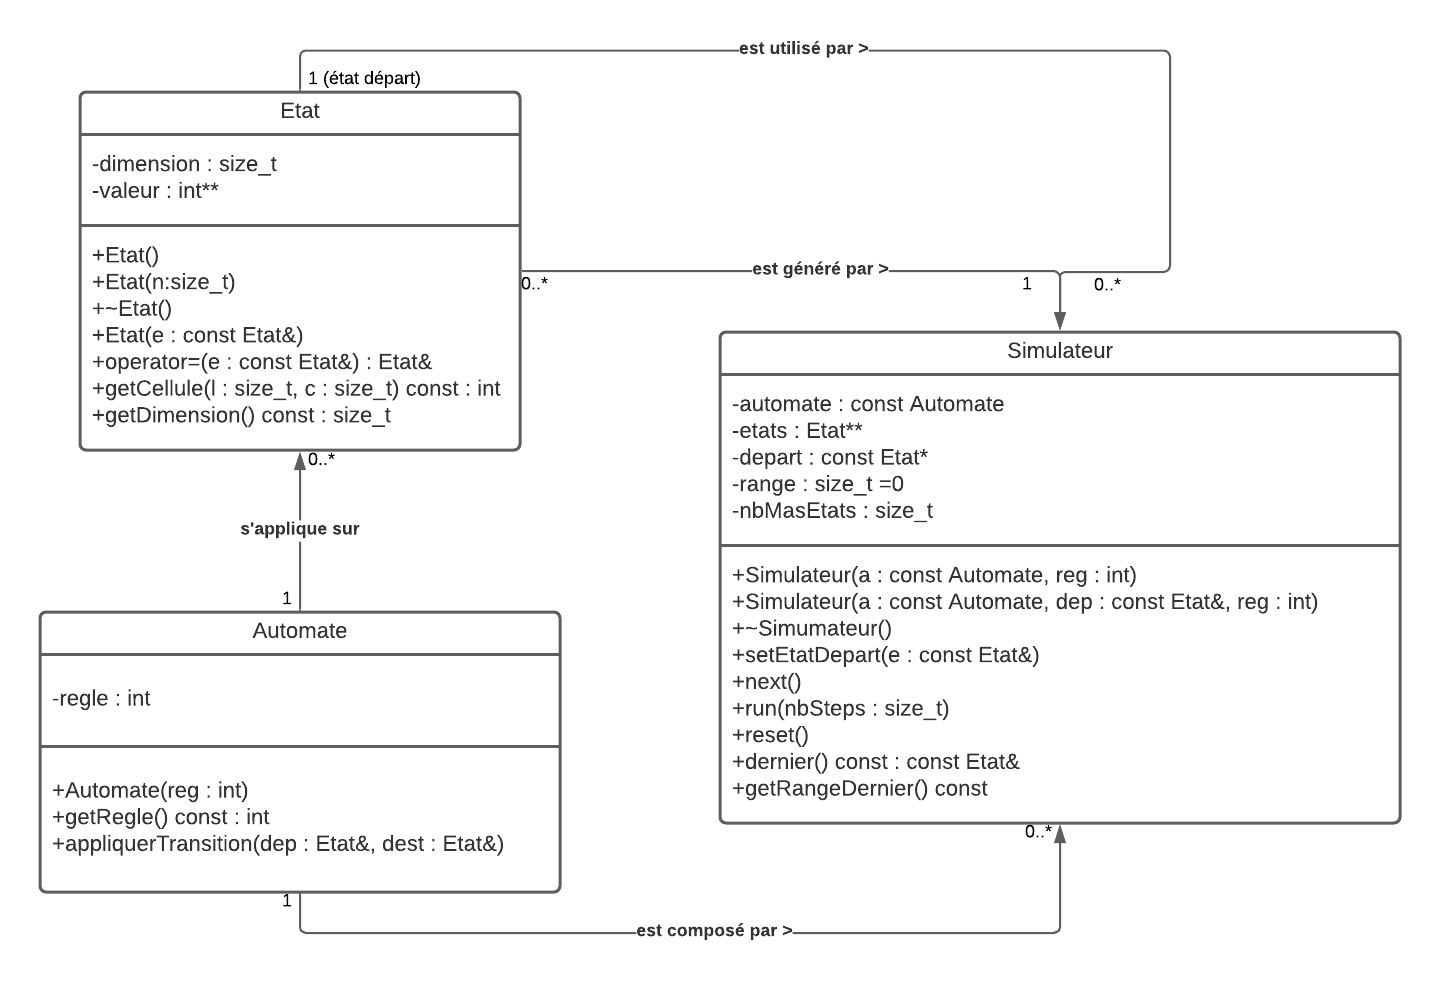 est utilisé par >
1 (état départ)
Etat
-dimension : size_t
-valeur : int**
+Etat()
+Etat(n:size_t)
+~Etat()
+Etat(e : const Etat&)
+operator=(e : const Etat&) : Etat&
+getCellule(l : size_t, c : size_t) const : int
+getDimension() const : size_t
est généré par >
0..*
1
0..*
0..*
s'applique sur
1
Simulateur
-automate : const Automate
-etats : Etat**
-depart : const Etat*
-range : size_t =0
-nbMasEtats : size_t
+Simulateur(a : const Automate, reg : int)
+Simulateur(a : const Automate, dep : const Etat&, reg : int)
+~Simumateur()
+setEtatDepart(e : const Etat&)
+next()
+run(nbSteps : size_t)
+reset()
+dernier() const : const Etat&
+getRangeDernier() const
Automate
-regle : int
+Automate(reg : int)
+getRegle() const : int
+appliquerTransition(dep : Etat&, dest : Etat&)
0..*
1
est composé par >